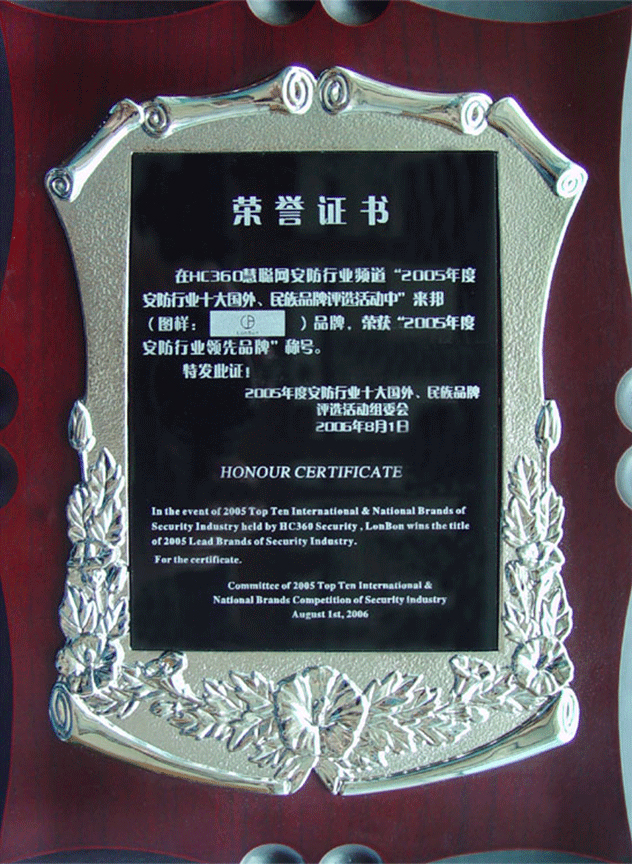 荣誉证书
在HC360慧聪网安防行业频道“2005年度
安防行业十大国外、民族品牌评选活动中”来邦
（图样： LonBon ）品牌，荣获“2005年度
安防行业领先品牌”称号。
特发此证！
2005年度安防行业十大国外、民族品牌
评选活动组委会
2006年8月1日
HONOUR CERTIFICATE
In the event of 2005 Top Ten International & National Brands of
Security Industry held by HC360 Security , LonBon wins the title
of 2005 Lead Brands of Security Industry.
For the certificate.
Committee of 2005 Top Ten International &
National Brands Competition of Security industry
August 1st, 2006